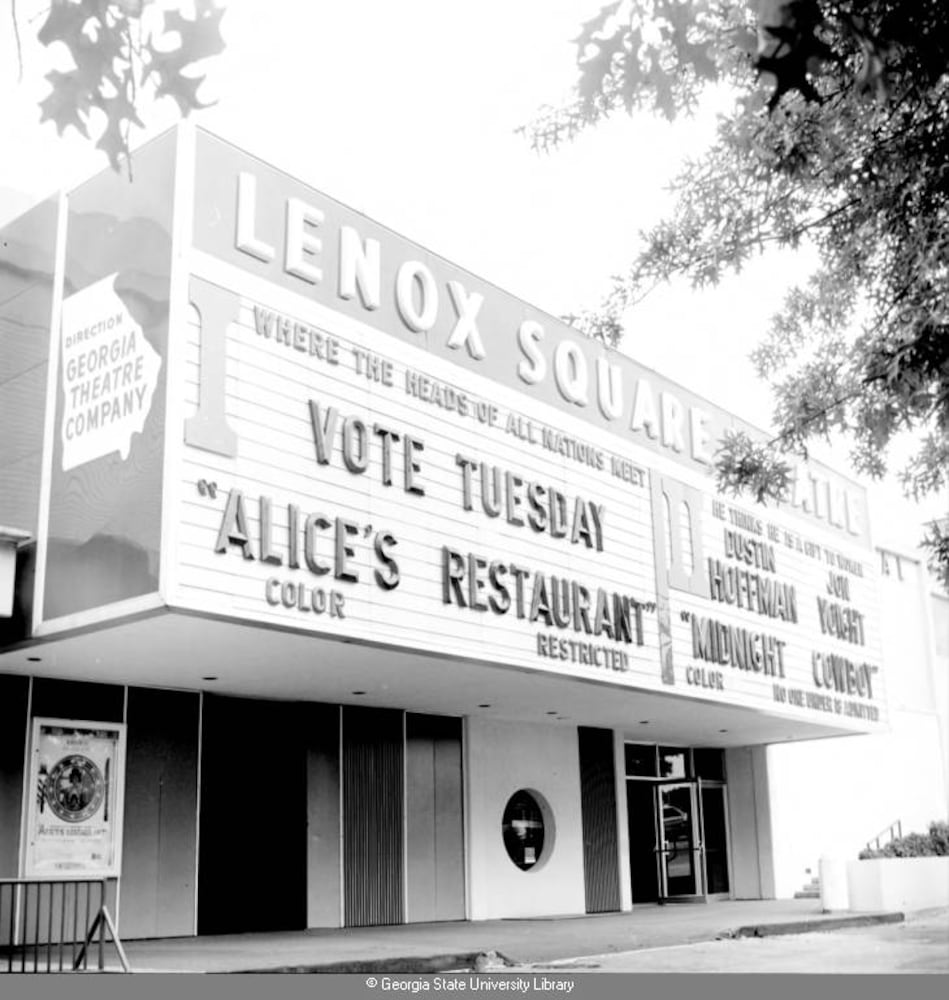 LENOX SQUARE
DIRECTION
GEORGIA
THEATRE
COMPANY
I
WHERE THE HEADS OF ALL NATIONS MEET
VOTE TUESDAY
"ALICE'S RESTAURANT"
COLOR
RESTRICTED
II
HE THINKS HE IS A GIFT TO WOMEN
DUSTIN JON
HOFFMAN VOIGHT
"MIDNIGHT COWBOY"
COLOR
NO ONE UNDER 18 ADMITTED
© Georgia State University Library